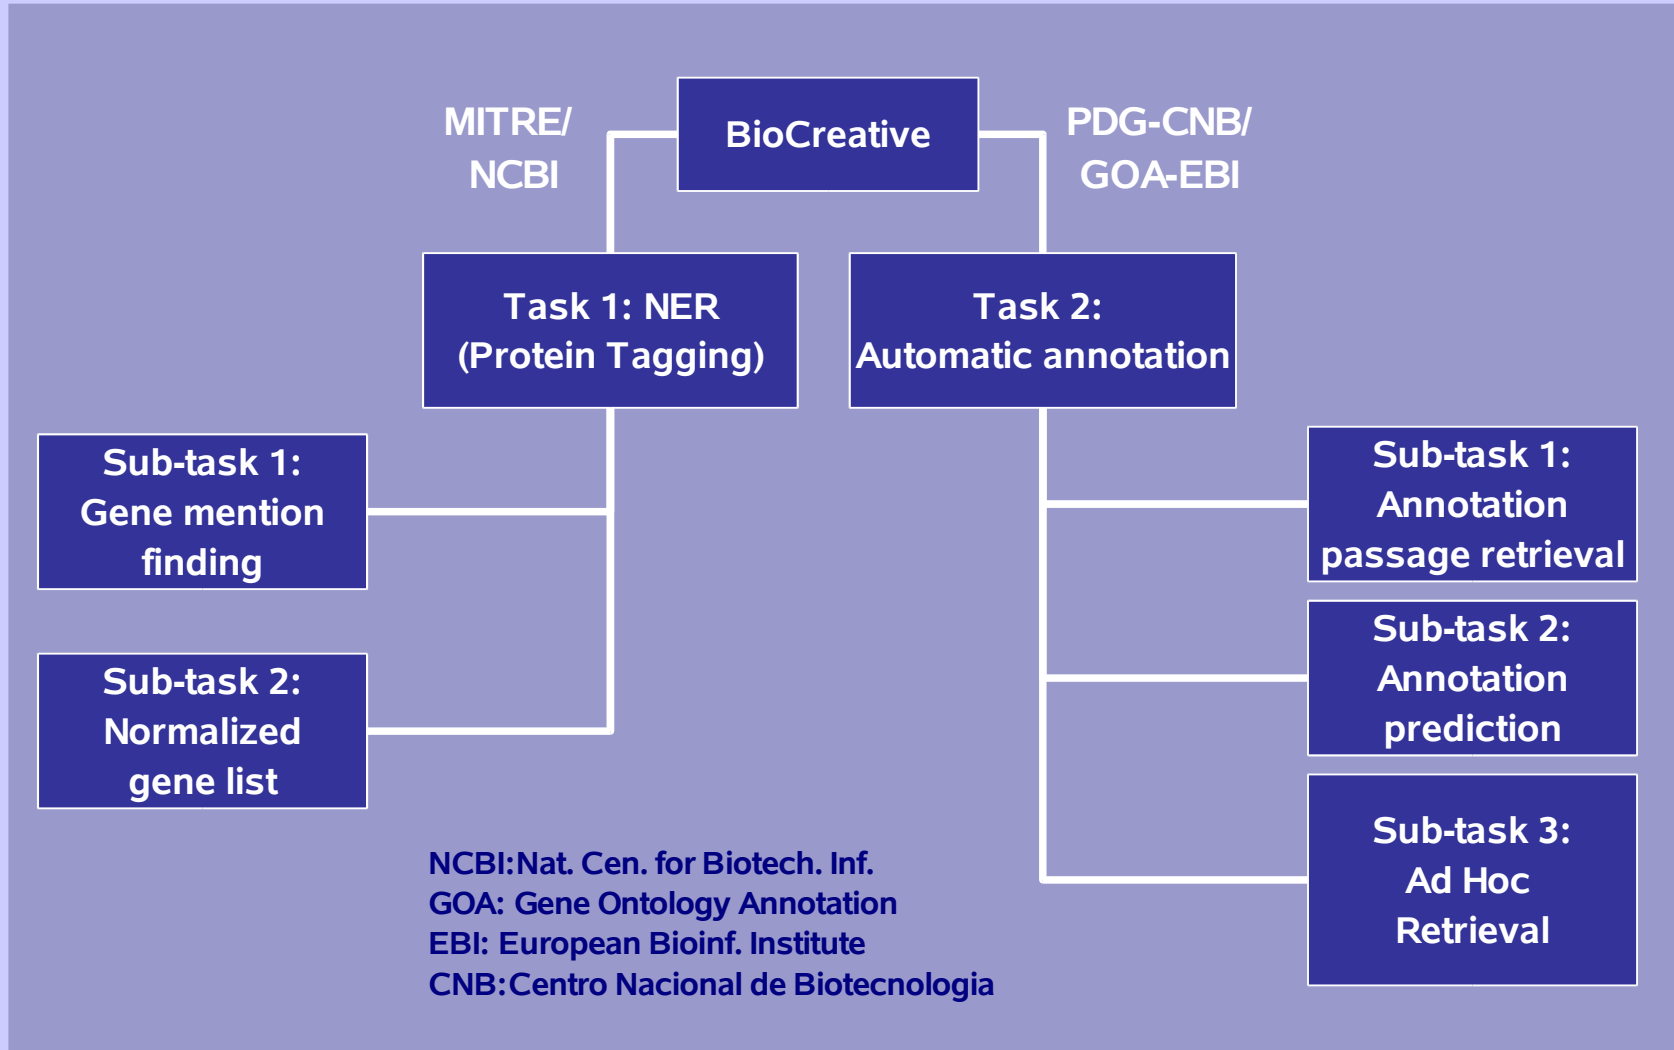 BioCreative
MITRE/
NCBI
PDG-CNB/
GOA-EBI
Task 1: NER
(Protein Tagging)
Task 2:
Automatic annotation
Sub-task 1:
Gene mention
finding
Sub-task 2:
Normalized
gene list
Sub-task 1:
Annotation
passage retrieval
Sub-task 2:
Annotation
prediction
Sub-task 3:
Ad Hoc
Retrieval
NCBI:Nat. Cen. for Biotech. Inf.
GOA: Gene Ontology Annotation
EBI: European Bioinf. Institute
CNB:Centro Nacional de Biotecnologia